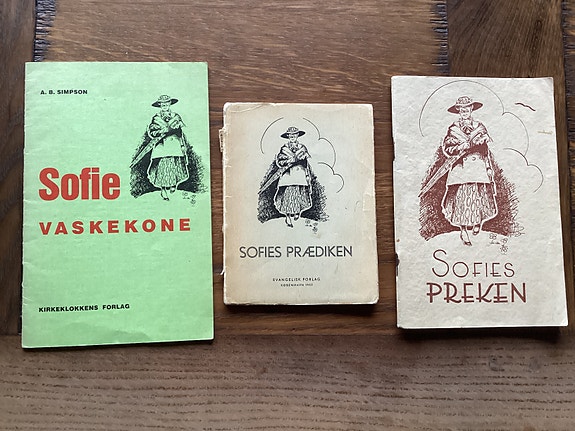 A. B. SIMPSON
Sofie
VASKEKONE
KIRKEKLOKKENS FORLAG
SOFIES PRÆDIKEN
EVANGELISK FORLAG
SOFIES
PREKEN